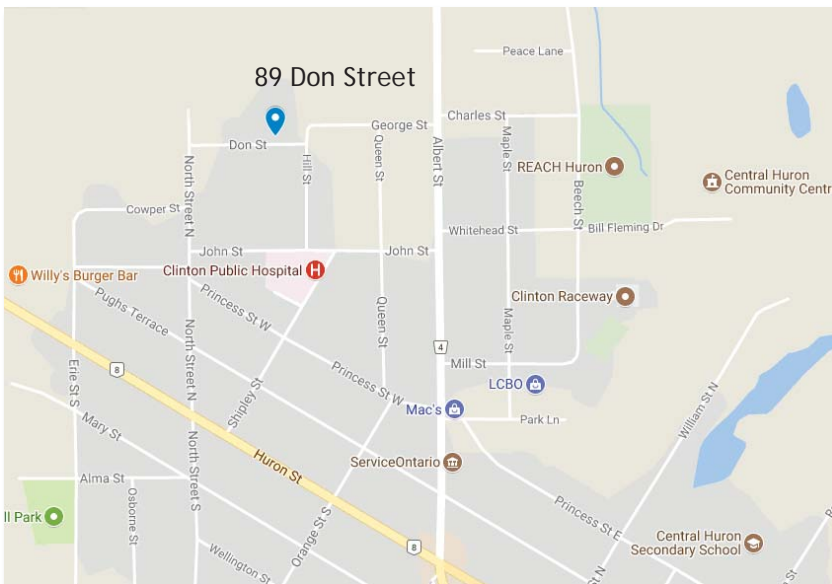 Peace Lane
89 Don Street
Charles St
George St
Don St
Hill St
Queen St
Albert St
Maple St
REACH Huron
Central Huron
Community Centr
North Street N
Beech St
Cowper St
Whitehead St
Bill Fleming Dr
John St
John St
Willy's Burger Bar
Clinton Public Hospital
H
Clinton Raceway
Pughs Terrace
Princess St W
Queen St
Maple St
North Street N
4
Mill St
8
Erie St S
Shipley St
Princess St W
LCBO
Mac's
Park Ln
William St N
Mary St
North Street S
Huron St
ServiceOntario
Alma St
Osborne St
Orange St S
Princess St E
ll Park
Central Huron
Secondary School
Wellington St
8
St N